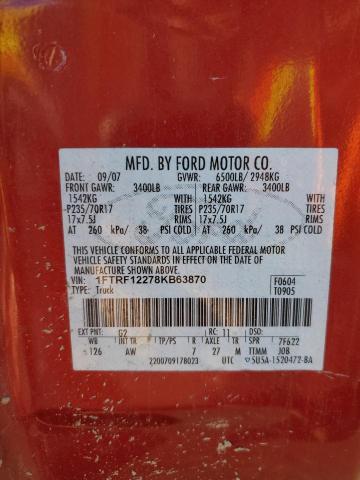 MFD. BY FORD MOTOR CO.
DATE: 09/07 GVWR: 6500LB/ 2948KG
FRONT GAWR: 3400LB REAR GAWR: 3400LB
1542KG WITH 1542KG WITH
P235/70R17 TIRES P235/70R17 TIRES
17x7.5J RIMS 17x7.5J RIMS
AT 260 kPa/ 38 PSI COLD AT 260 kPa/ 38 PSI COLD
THIS VEHICLE CONFORMS TO ALL APPLICABLE FEDERAL MOTOR
VEHICLE SAFETY STANDARDS IN EFFECT ON THE DATE OF
MANUFACTURE SHOWN ABOVE.
VIN: 1FTRF12278KB63870 F0604
TYPE: Truck T0905
EXT PNT: G2 RC: 11 DSO:
WB INT TR TP/PS R AXLE TR SPR 7F622
126 AW 7 27 M TTMM JOB
2200709178023 UTC 5U5A-1520472-BA